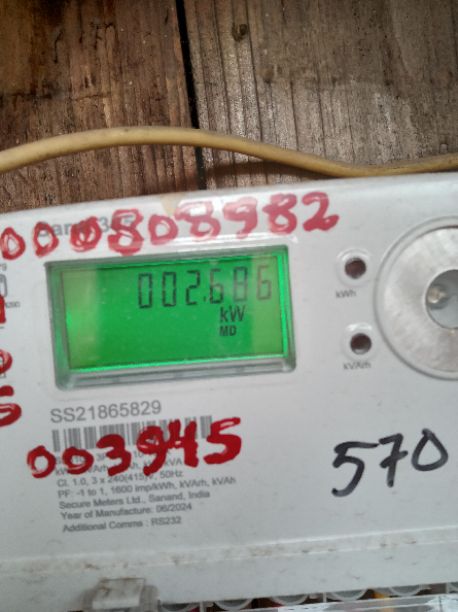 000808982
002.686
kW
MD
kWh
kVArh
SS21865829
003945
570
Cl. 1.0, 3 x 240(415)V, 50Hz
PF: -1 to 1, 1600 imp/kWh, kVArh, kVAh
Secure Meters Ltd., Sanand, India
Year of Manufacture: 06/2024
Additional Comms : RS232